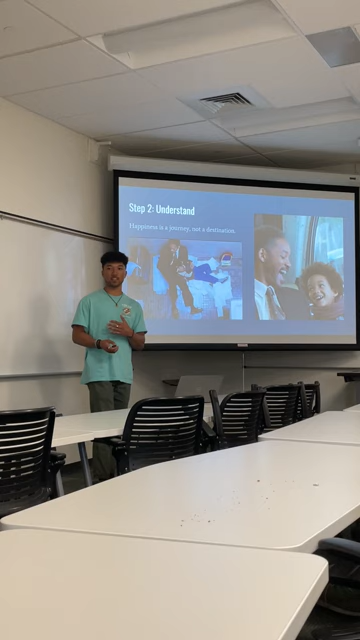 Step 2: Understand
Happiness is a journey, not a destination.